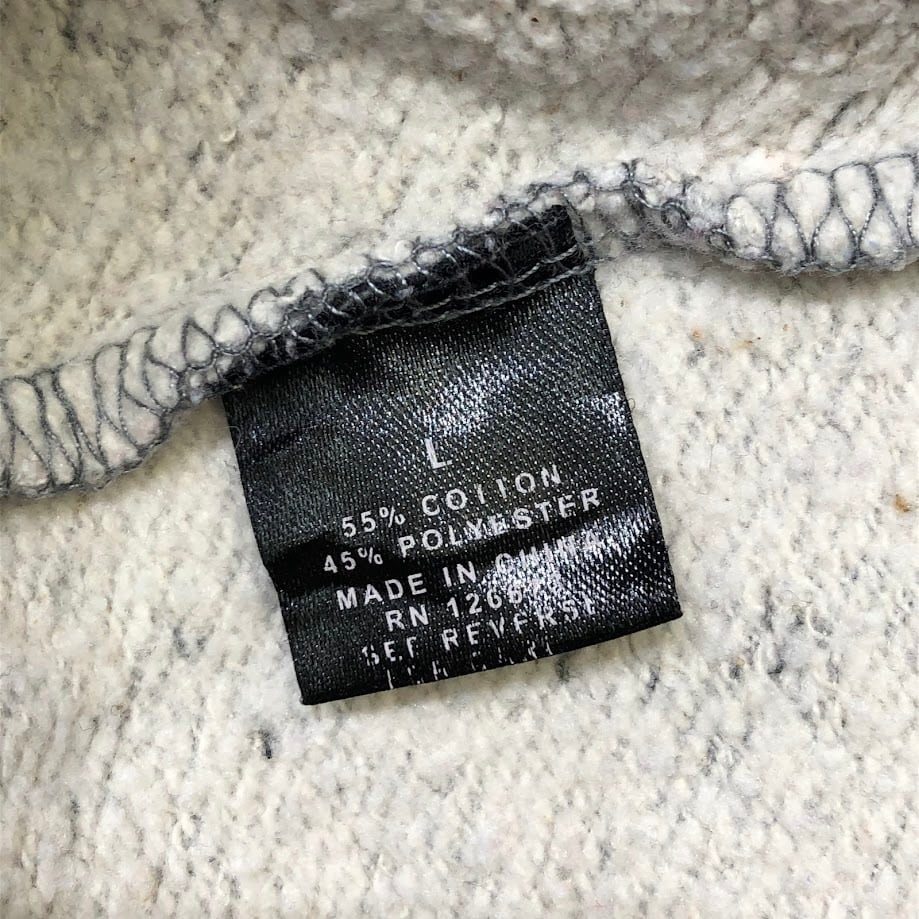 L
55% COTTON
45% POLYESTER
MADE IN CHINA
RN
SEE REVERSE